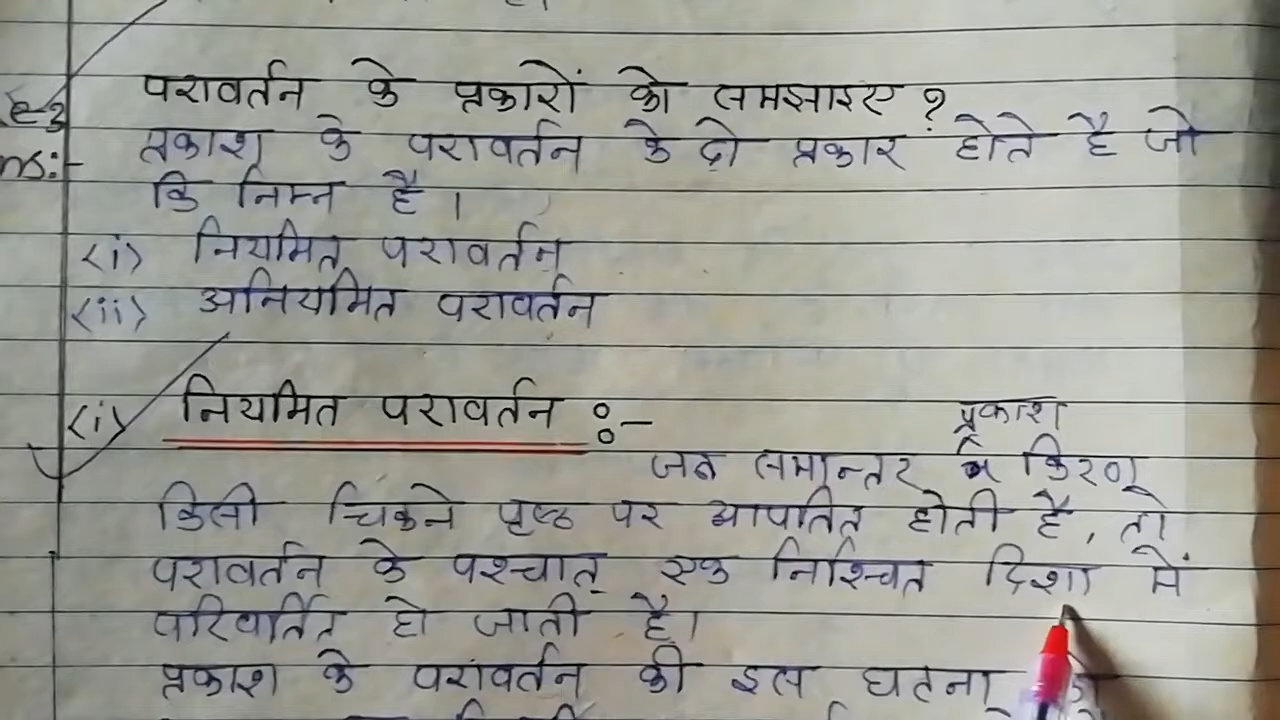 परावर्तन के प्रकारों को समझाइए ?
प्रकाश के परावर्तन के दो प्रकार होते है जो
कि निम्न है ।
(i) नियमित परावर्तन
(ii) अनियमित परावर्तन
(i) नियमित परावर्तन :-
प्रकाश
जब समान्तर कि किरण
किसी चिकने पृष्ठ पर आपतित होती है, तो
परावर्तन के पश्चात् एक निश्चित दिशा में
परिवर्तित हो जाती है।
प्रकाश के परावर्तन की इस घटना